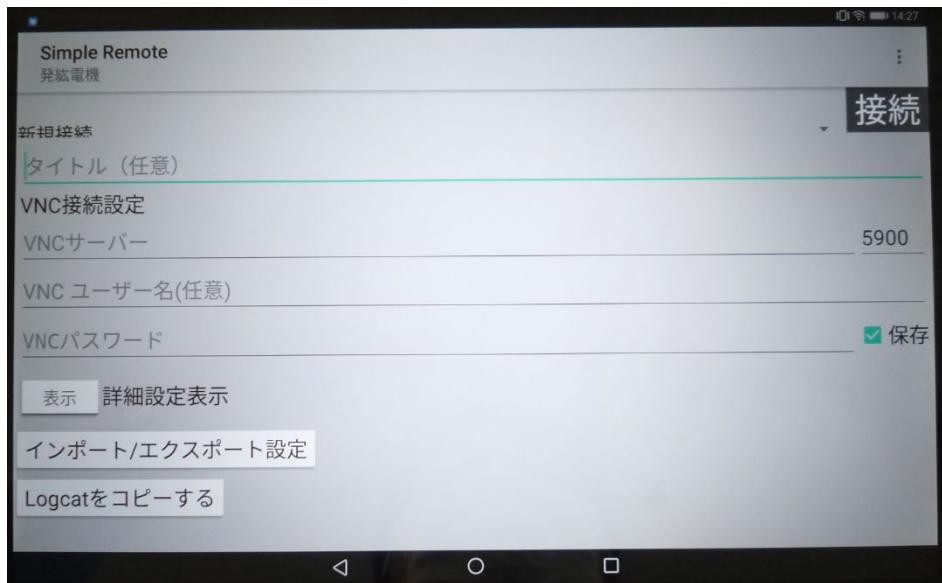 14:27
Simple Remote
発紘電機
接続
新規接続
タイトル（任意）
VNC接続設定
VNCサーバー 5900
VNC ユーザー名(任意)
VNCパスワード 保存
表示 詳細設定表示
インポート/エクスポート設定
Logcatをコピーする